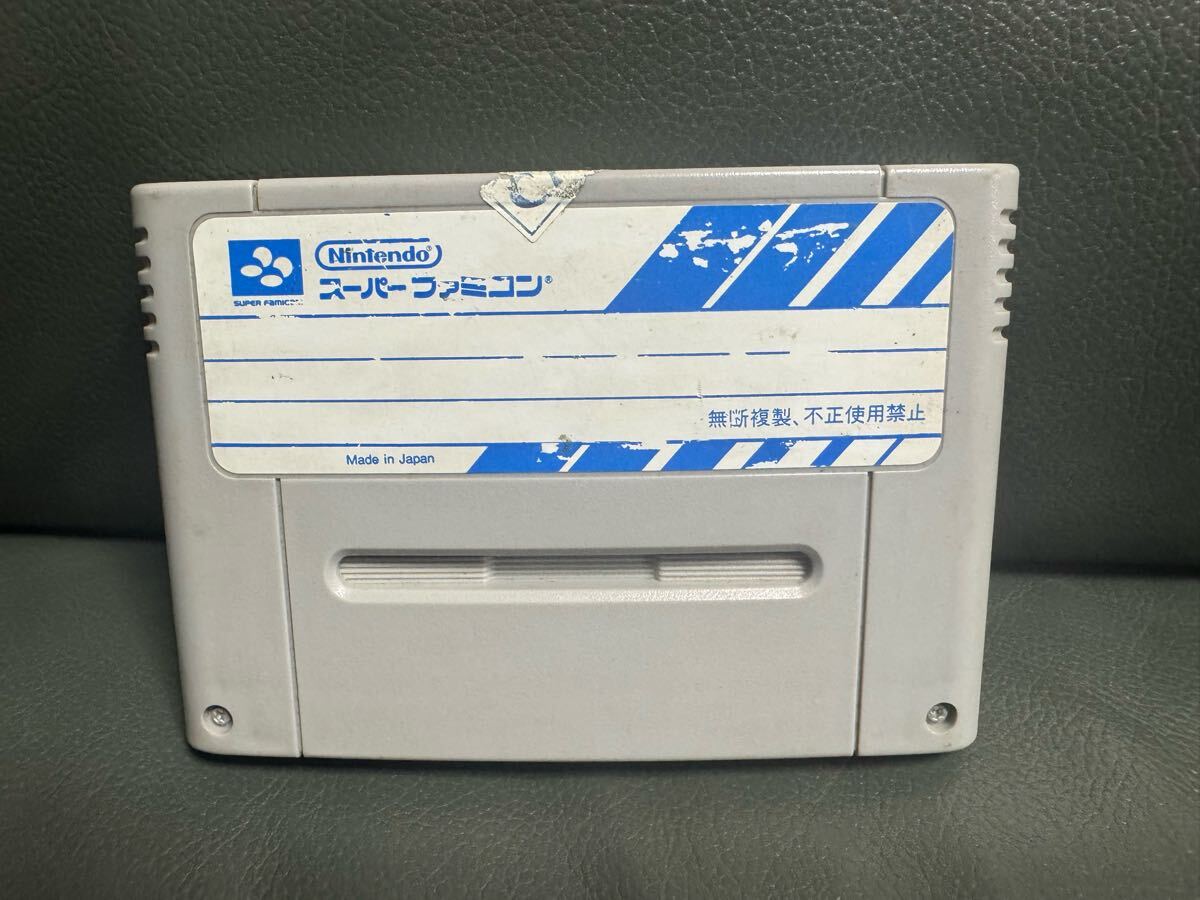 Nintendo®
スーパーファミコン®
SUPER FAMICOM
無断複製、不正使用禁止
Made in Japan